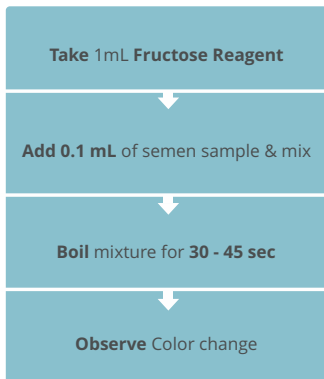 Take 1mL Fructose Reagent
Add 0.1 mL of semen sample & mix
Boil mixture for 30 - 45 sec
Observe Color change